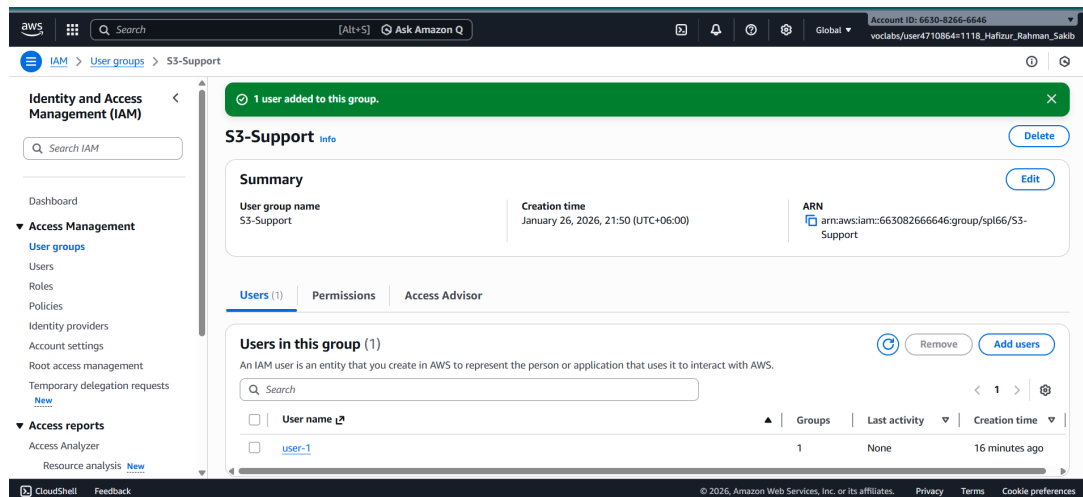 aws
Search [Alt+S] Ask Amazon Q
Global
Account ID: 6630-8266-6646
voclabs/user4710864=1118_Hafizur_Rahman_Sakib
IAM > User groups > S3-Support
Identity and Access Management (IAM)
Search IAM
Dashboard
Access Management
User groups
Users
Roles
Policies
Identity providers
Account settings
Root access management
Temporary delegation requests
New
Access reports
Access Analyzer
Resource analysis New
1 user added to this group.
S3-Support Info
Delete
Summary
Edit
User group name
S3-Support
Creation time
January 26, 2026, 21:50 (UTC+06:00)
ARN
arn:aws:iam::663082666646:group/spl66/S3-
Support
Users (1) Permissions Access Advisor
Users in this group (1)
Remove Add users
An IAM user is an entity that you create in AWS to represent the person or application that uses it to interact with AWS.
Search
1
User name Groups Last activity Creation time
user-1 1 None 16 minutes ago
CloudShell Feedback © 2026, Amazon Web Services, Inc. or its affiliates. Privacy Terms Cookie preferences